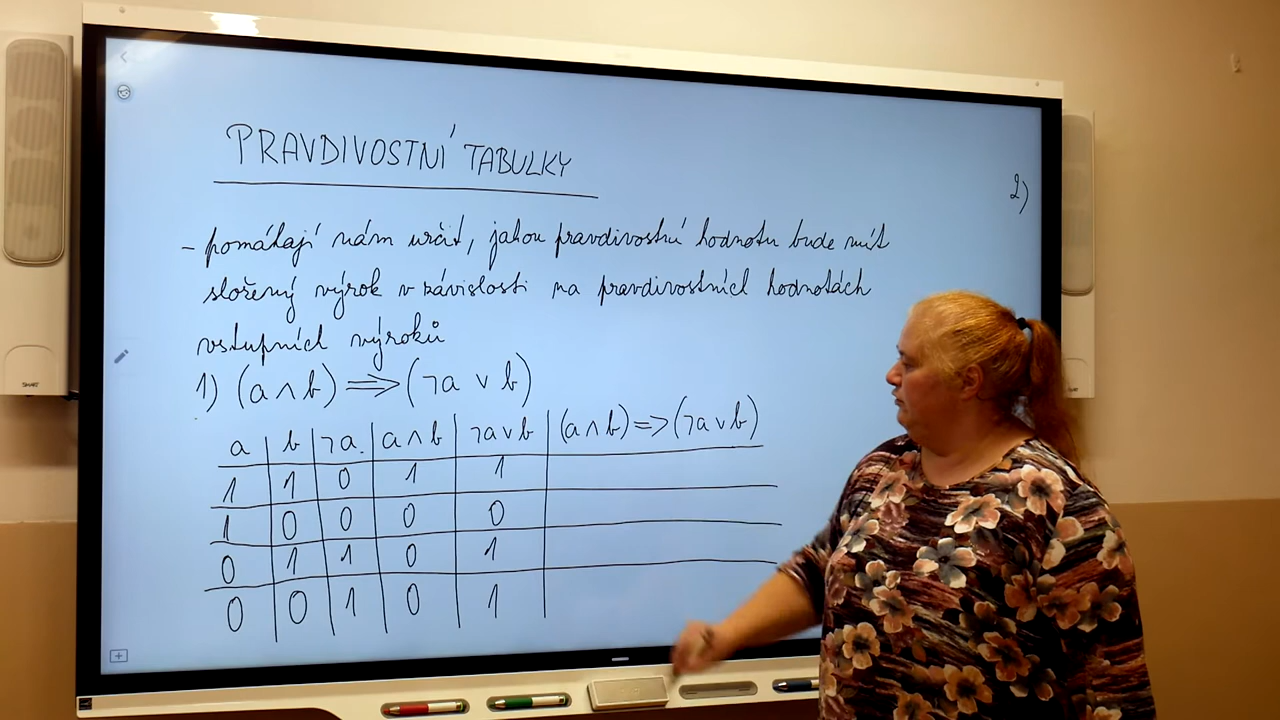 PRAVDIVOSTNÍ TABULKY
2)
- pomáhají nám určit, jakou pravdivostní hodnotu bude mít
složený výrok v závislosti na pravdivostních hodnotách
vstupních výroků
1) (a ∧ b) ⟹ (¬a ∨ b)
a | b | ¬a | a ∧ b | ¬a ∨ b | (a ∧ b) => (¬a ∨ b)
1 | 1 | 0 | 1 | 1 |
1 | 0 | 0 | 0 | 0 |
0 | 1 | 1 | 0 | 1 |
0 | 0 | 1 | 0 | 1 |